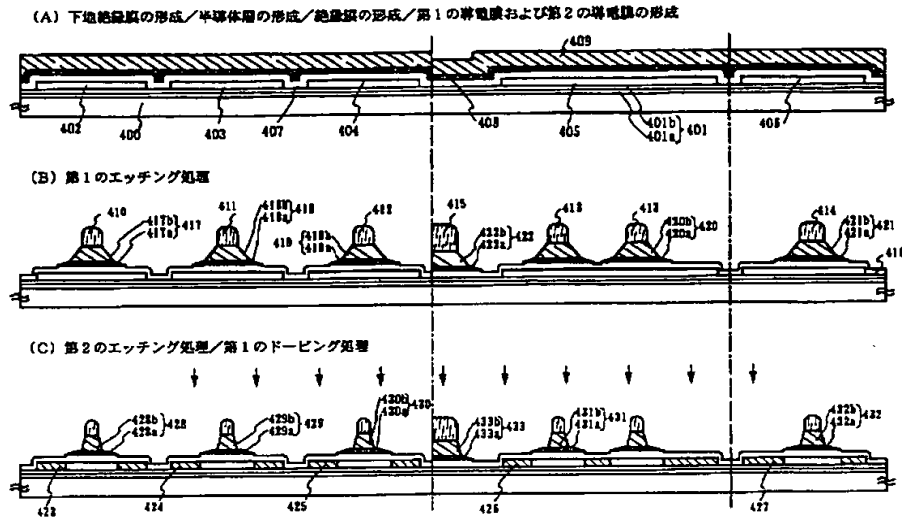 (A) 下地絶縁膜の形成/半導体層の形成/絶縁膜の形成/第1の導電膜および第2の導電膜の形成
409
402 400 403 407 404 408 405 401b 401a 401 406
(B) 第1のエッチング処理
410 411 412 415 413 413 414
417b 417a 417 418b 418a 418 419b 419a 419 422b 422a 422 420b 420a 420 421b 421a 421
416
(C) 第2のエッチング処理/第1のドーピング処理
428b 428a 428 429b 429a 429 430b 430a 430 433b 433a 433 431b 431a 431 432b 432a 432
423 424 425 426 427